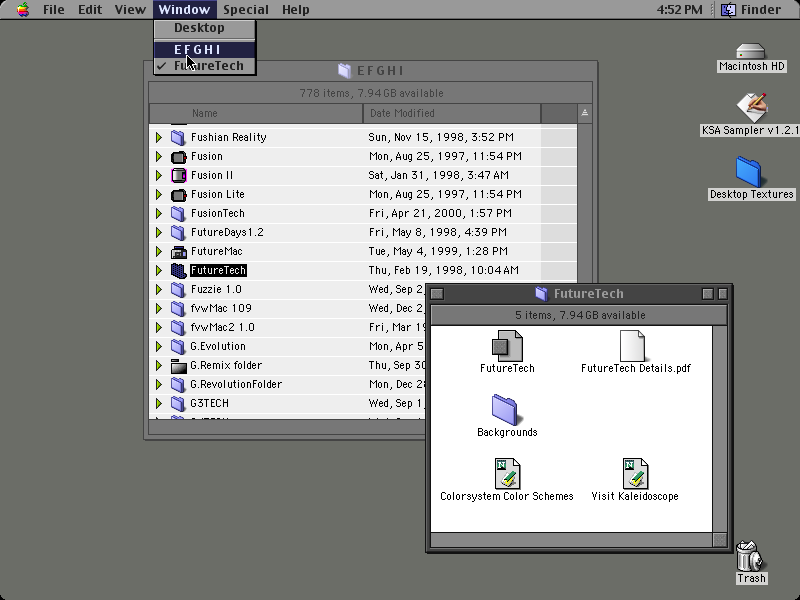 File Edit View Window Special Help 4:52 PM Finder
Desktop
E F G H I
✓ FutureTech
E F G H I
778 items, 7.94 GB available
Name Date Modified
Fushian Reality Sun, Nov 15, 1998, 3:52 PM
Fusion Mon, Aug 25, 1997, 11:54 PM
Fusion II Sat, Jan 31, 1998, 3:47 AM
Fusion Lite Mon, Aug 25, 1997, 11:54 PM
FusionTech Fri, Apr 21, 2000, 1:57 PM
FutureDays1.2 Fri, May 8, 1998, 4:39 PM
FutureMac Tue, May 4, 1999, 1:28 PM
FutureTech Thu, Feb 19, 1998, 10:04 AM
Fuzzie 1.0 Wed, Sep 2
fvwMac 109 Wed, Dec 2
fvwMac2 1.0 Fri, Mar 19
G.Evolution Mon, Apr 5
G.Remix folder Thu, Sep 30
G.RevolutionFolder Mon, Dec 28
G3TECH Wed, Sep 1,
FutureTech
5 items, 7.94 GB available
FutureTech
FutureTech Details.pdf
Backgrounds
Colorsystem Color Schemes
Visit Kaleidoscope
Macintosh HD
KSA Sampler v1.2.1
Desktop Textures
Trash